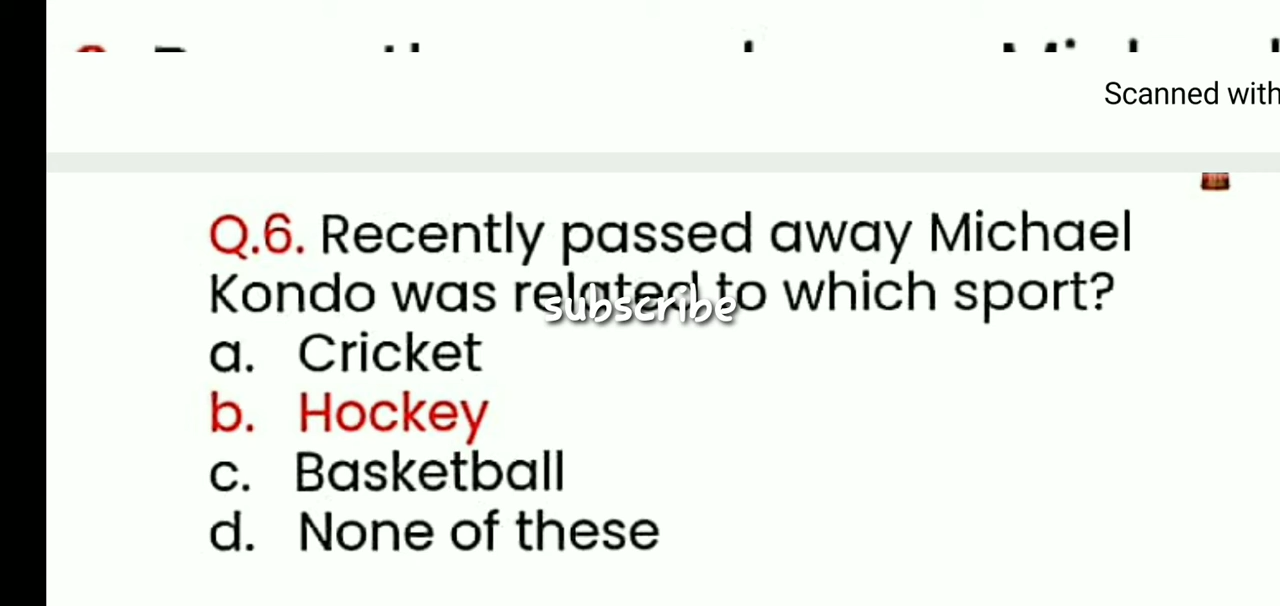 Scanned with
Q.6. Recently passed away Michael
Kondo was related to which sport?
subscribe
a. Cricket
b. Hockey
c. Basketball
d. None of these